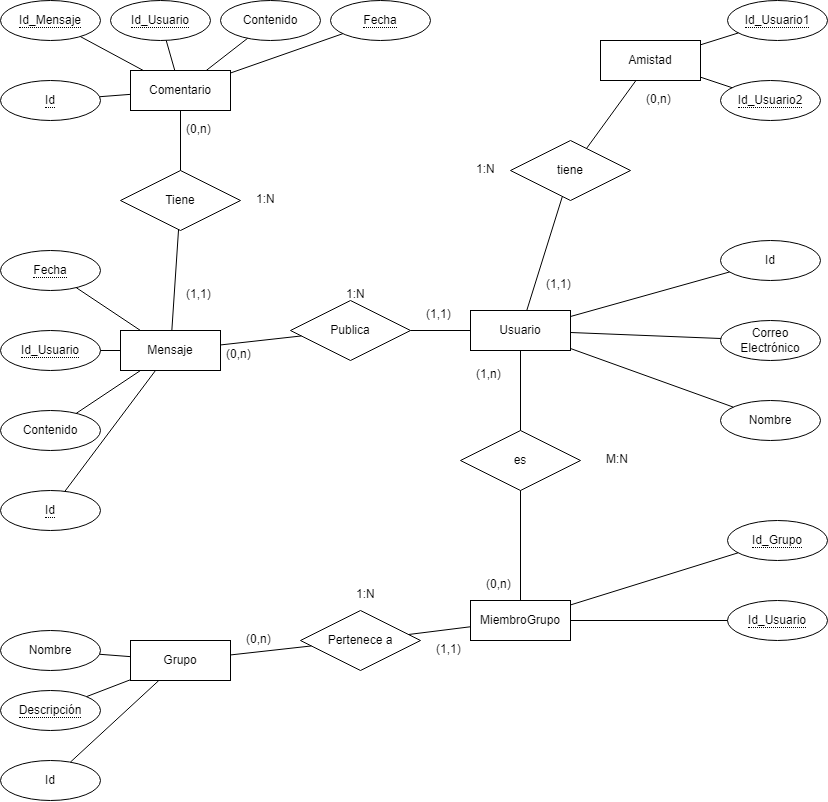 Id_Mensaje
Id_Usuario
Contenido
Fecha
Id_Usuario1
Amistad
Id
Comentario
Id_Usuario2
(0,n)
(0,n)
1:N
tiene
Tiene
1:N
Id
Fecha
(1,1)
(1,1)
1:N
(1,1)
Publica
Usuario
Correo
Electrónico
Id_Usuario
Mensaje
(0,n)
(1,n)
Nombre
Contenido
es
M:N
Id
Id_Grupo
(0,n)
1:N
MiembroGrupo
Id_Usuario
Nombre
(0,n)
Pertenece a
(1,1)
Grupo
Descripción
Id